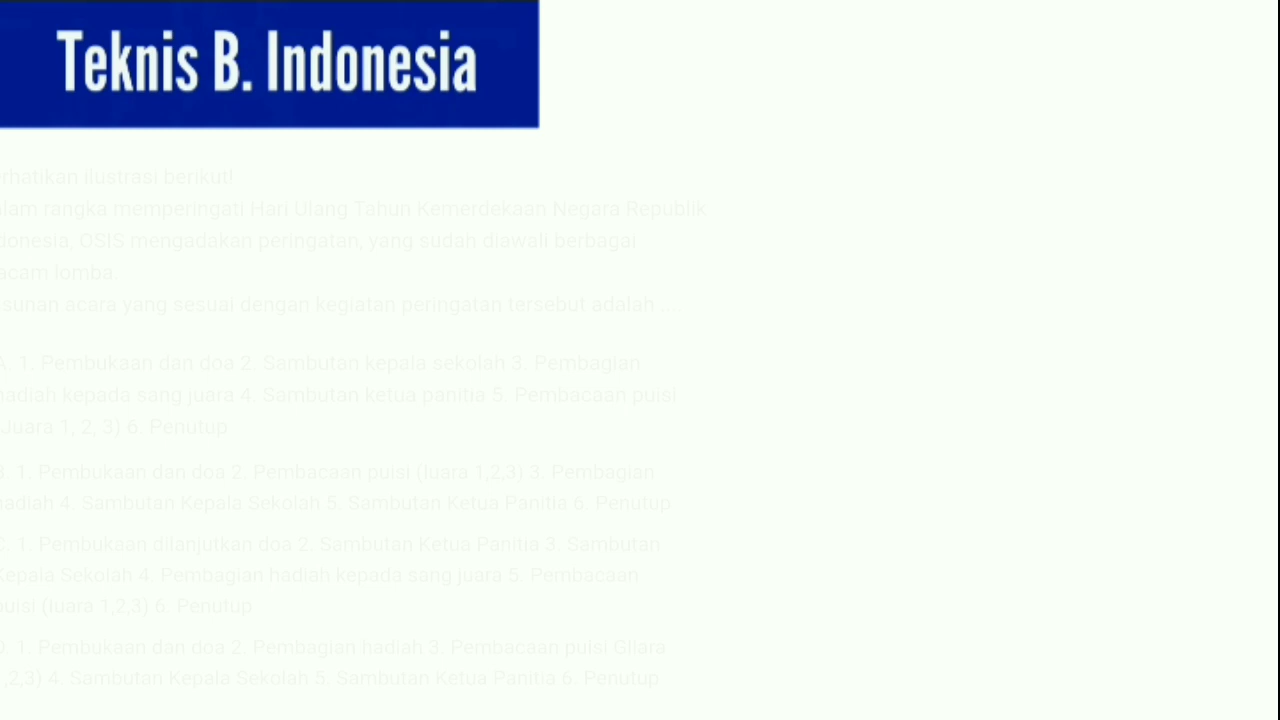 Teknis B. Indonesia
rhatikan ilustrasi berikut!
lam rangka memperingati Hari Ulang Tahun Kemerdekaan Negara Republik
donesia, OSIS mengadakan peringatan, yang sudah diawali berbagai
acam lomba.
sunan acara yang sesuai dengan kegiatan peringatan tersebut adalah ....
A. 1. Pembukaan dan doa 2. Sambutan kepala sekolah 3. Pembagian
hadiah kepada sang juara 4. Sambutan ketua panitia 5. Pembacaan puisi
(Juara 1, 2, 3) 6. Penutup
B. 1. Pembukaan dan doa 2. Pembacaan puisi (luara 1,2,3) 3. Pembagian
hadiah 4. Sambutan Kepala Sekolah 5. Sambutan Ketua Panitia 6. Penutup
C. 1. Pembukaan dilanjutkan doa 2. Sambutan Ketua Panitia 3. Sambutan
Kepala Sekolah 4. Pembagian hadiah kepada sang juara 5. Pembacaan
puisi (luara 1,2,3) 6. Penutup
D. 1. Pembukaan dan doa 2. Pembagian hadiah 3. Pembacaan puisi Gliara
1,2,3) 4. Sambutan Kepala Sekolah 5. Sambutan Ketua Panitia 6. Penutup